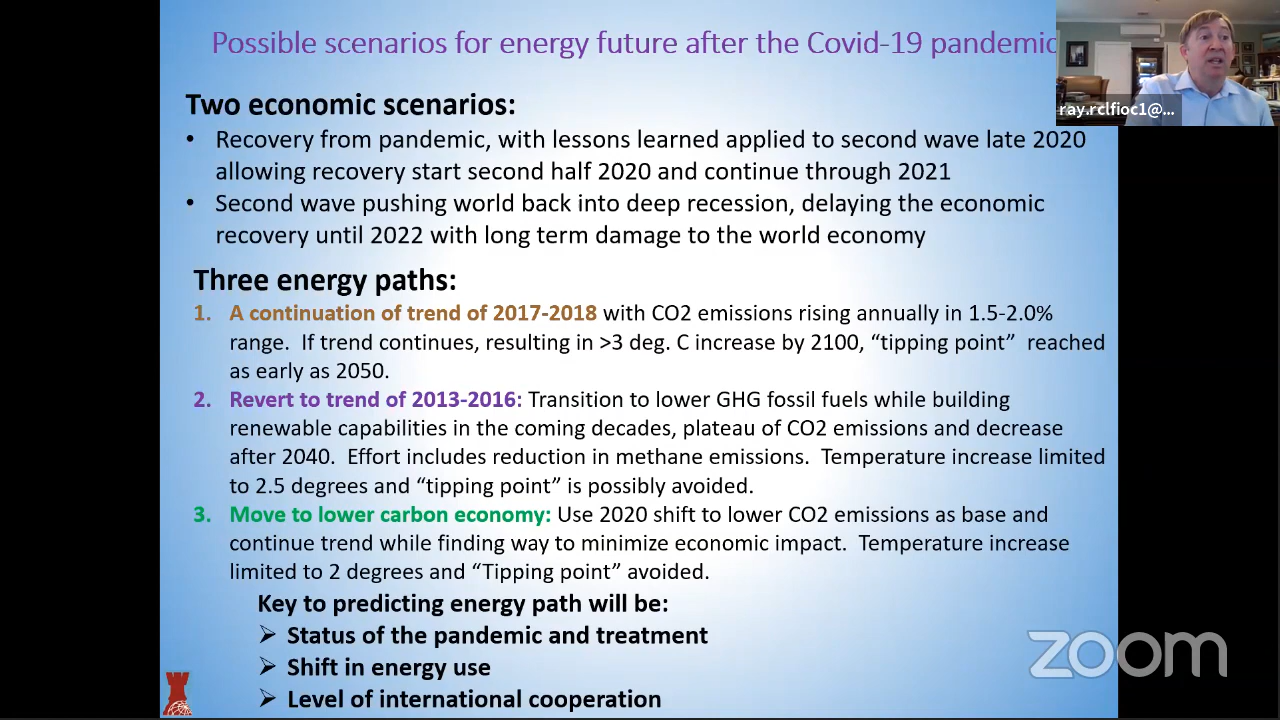 Possible scenarios for energy future after the Covid-19 pandemic
ray.rclfioc1@...
Two economic scenarios:
• Recovery from pandemic, with lessons learned applied to second wave late 2020
allowing recovery start second half 2020 and continue through 2021
• Second wave pushing world back into deep recession, delaying the economic
recovery until 2022 with long term damage to the world economy
Three energy paths:
1. A continuation of trend of 2017-2018 with CO2 emissions rising annually in 1.5-2.0%
range. If trend continues, resulting in >3 deg. C increase by 2100, “tipping point” reached
as early as 2050.
2. Revert to trend of 2013-2016: Transition to lower GHG fossil fuels while building
renewable capabilities in the coming decades, plateau of CO2 emissions and decrease
after 2040. Effort includes reduction in methane emissions. Temperature increase limited
to 2.5 degrees and “tipping point” is possibly avoided.
3. Move to lower carbon economy: Use 2020 shift to lower CO2 emissions as base and
continue trend while finding way to minimize economic impact. Temperature increase
limited to 2 degrees and “Tipping point” avoided.
Key to predicting energy path will be:
➢ Status of the pandemic and treatment
➢ Shift in energy use
➢ Level of international cooperation
zoom